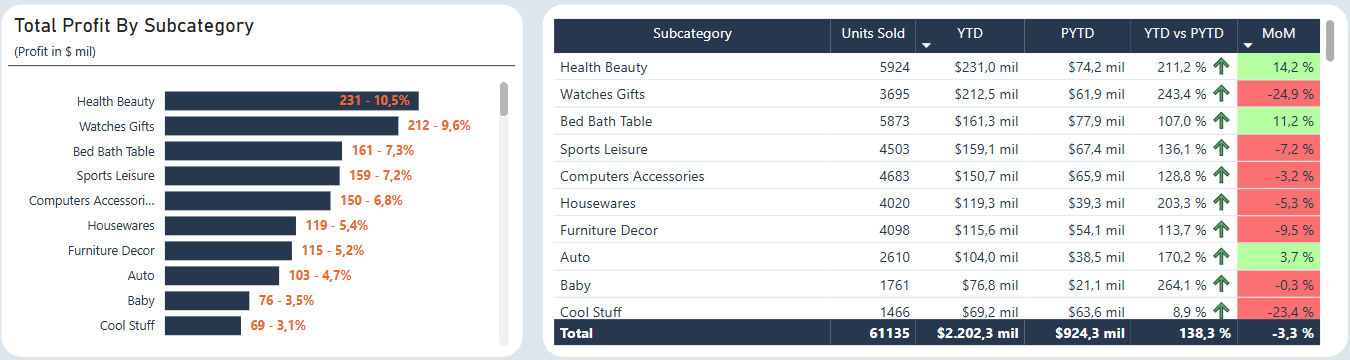 Total Profit By Subcategory
(Profit in $ mil)
Health Beauty 231 - 10,5%
Watches Gifts 212 - 9,6%
Bed Bath Table 161 - 7,3%
Sports Leisure 159 - 7,2%
Computers Accessori... 150 - 6,8%
Housewares 119 - 5,4%
Furniture Decor 115 - 5,2%
Auto 103 - 4,7%
Baby 76 - 3,5%
Cool Stuff 69 - 3,1%
Subcategory Units Sold YTD PYTD YTD vs PYTD MoM
Health Beauty 5924 $231,0 mil $74,2 mil 211,2 % 14,2 %
Watches Gifts 3695 $212,5 mil $61,9 mil 243,4 % -24,9 %
Bed Bath Table 5873 $161,3 mil $77,9 mil 107,0 % 11,2 %
Sports Leisure 4503 $159,1 mil $67,4 mil 136,1 % -7,2 %
Computers Accessories 4683 $150,7 mil $65,9 mil 128,8 % -3,2 %
Housewares 4020 $119,3 mil $39,3 mil 203,3 % -5,3 %
Furniture Decor 4098 $115,6 mil $54,1 mil 113,7 % -9,5 %
Auto 2610 $104,0 mil $38,5 mil 170,2 % 3,7 %
Baby 1761 $76,8 mil $21,1 mil 264,1 % -0,3 %
Cool Stuff 1466 $69,2 mil $63,6 mil 8,9 % -23,4 %
Total 61135 $2.202,3 mil $924,3 mil 138,3 % -3,3 %